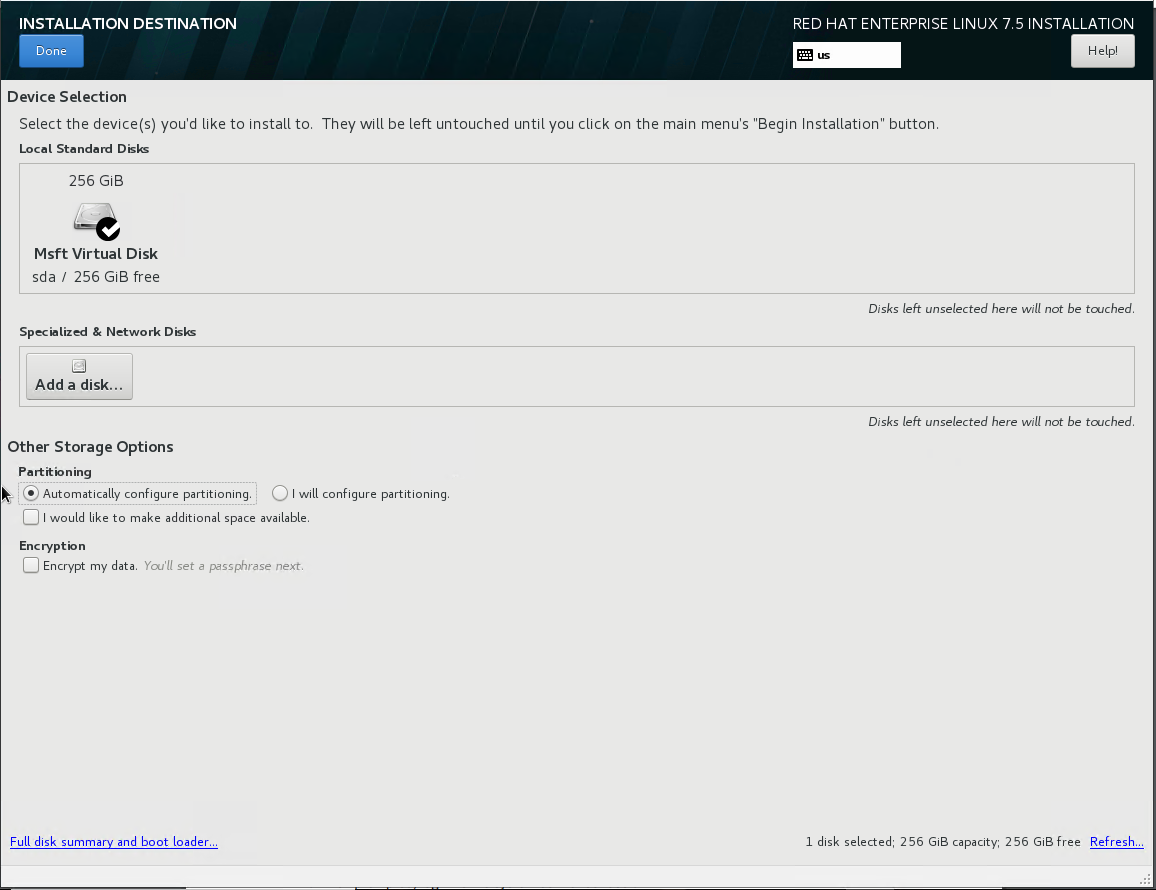 INSTALLATION DESTINATION
RED HAT ENTERPRISE LINUX 7.5 INSTALLATION
Done
us
Help!
Device Selection
Select the device(s) you'd like to install to.  They will be left untouched until you click on the main menu's "Begin Installation" button.
Local Standard Disks
256 GiB
Msft Virtual Disk
sda / 256 GiB free
Disks left unselected here will not be touched.
Specialized & Network Disks
Add a disk...
Disks left unselected here will not be touched.
Other Storage Options
Partitioning
Automatically configure partitioning. I will configure partitioning.
I would like to make additional space available.
Encryption
Encrypt my data. You'll set a passphrase next.
Full disk summary and boot loader...
1 disk selected; 256 GiB capacity; 256 GiB free Refresh...